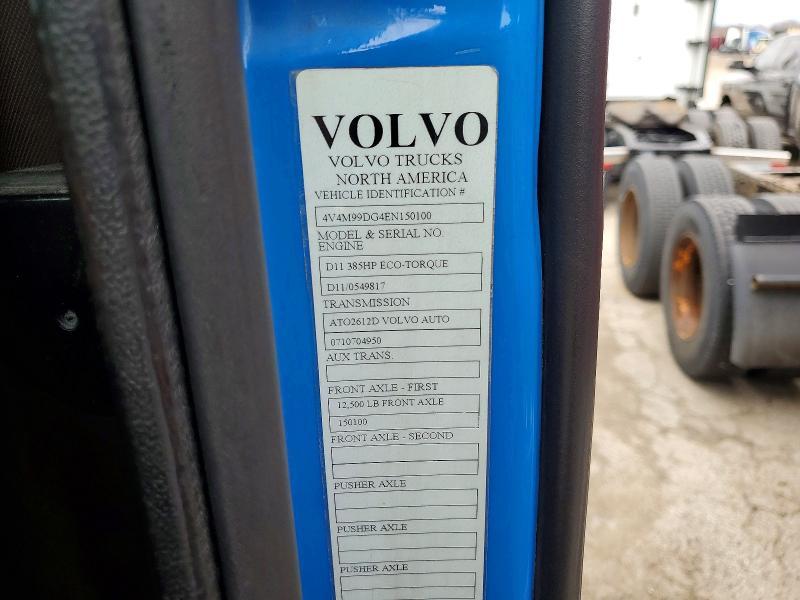 VOLVO
VOLVO TRUCKS
NORTH AMERICA
VEHICLE IDENTIFICATION #
4V4M99DG4EN150100
MODEL & SERIAL NO.
ENGINE
D11 385HP ECO-TORQUE
D11/0549817
TRANSMISSION
ATO2612D VOLVO AUTO
0710704950
AUX TRANS.
FRONT AXLE - FIRST
12,500 LB FRONT AXLE
150100
FRONT AXLE - SECOND
PUSHER AXLE
PUSHER AXLE
PUSHER AXLE